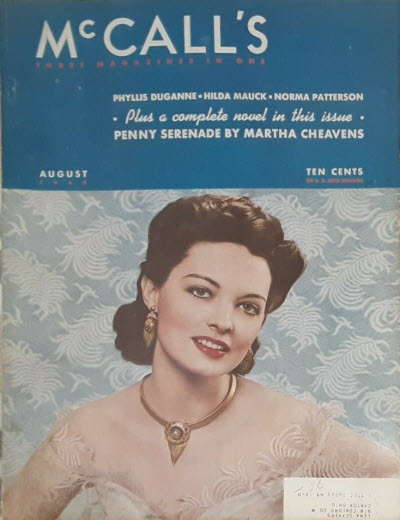 McCALL'S
THREE MAGAZINES IN ONE
PHYLLIS DUGANNE • HILDA MAUCK • NORMA PATTERSON
• Plus a complete novel in this issue •
PENNY SERENADE BY MARTHA CHEAVENS
AUGUST
TEN CENTS